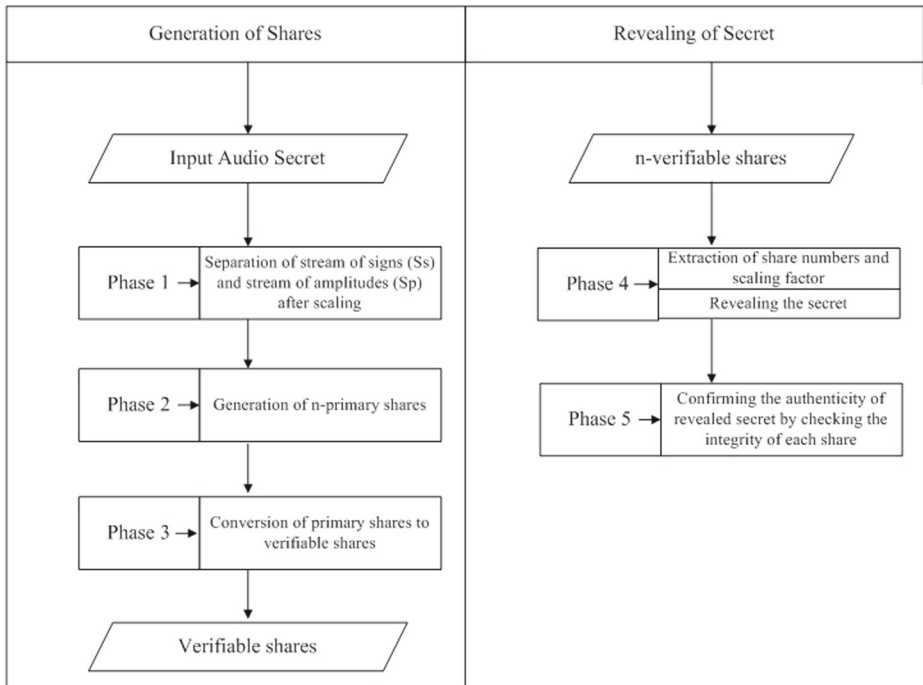 Generation of Shares
Input Audio Secret
Phase 1
Separation of stream of signs (Ss)
and stream of amplitudes (Sp)
after scaling
Phase 2
Generation of n-primary shares
Phase 3
Conversion of primary shares to
verifiable shares
Verifiable shares
Revealing of Secret
n-verifiable shares
Phase 4
Extraction of share numbers and
scaling factor
Revealing the secret
Phase 5
Confirming the authenticity of
revealed secret by checking the
integrity of each share